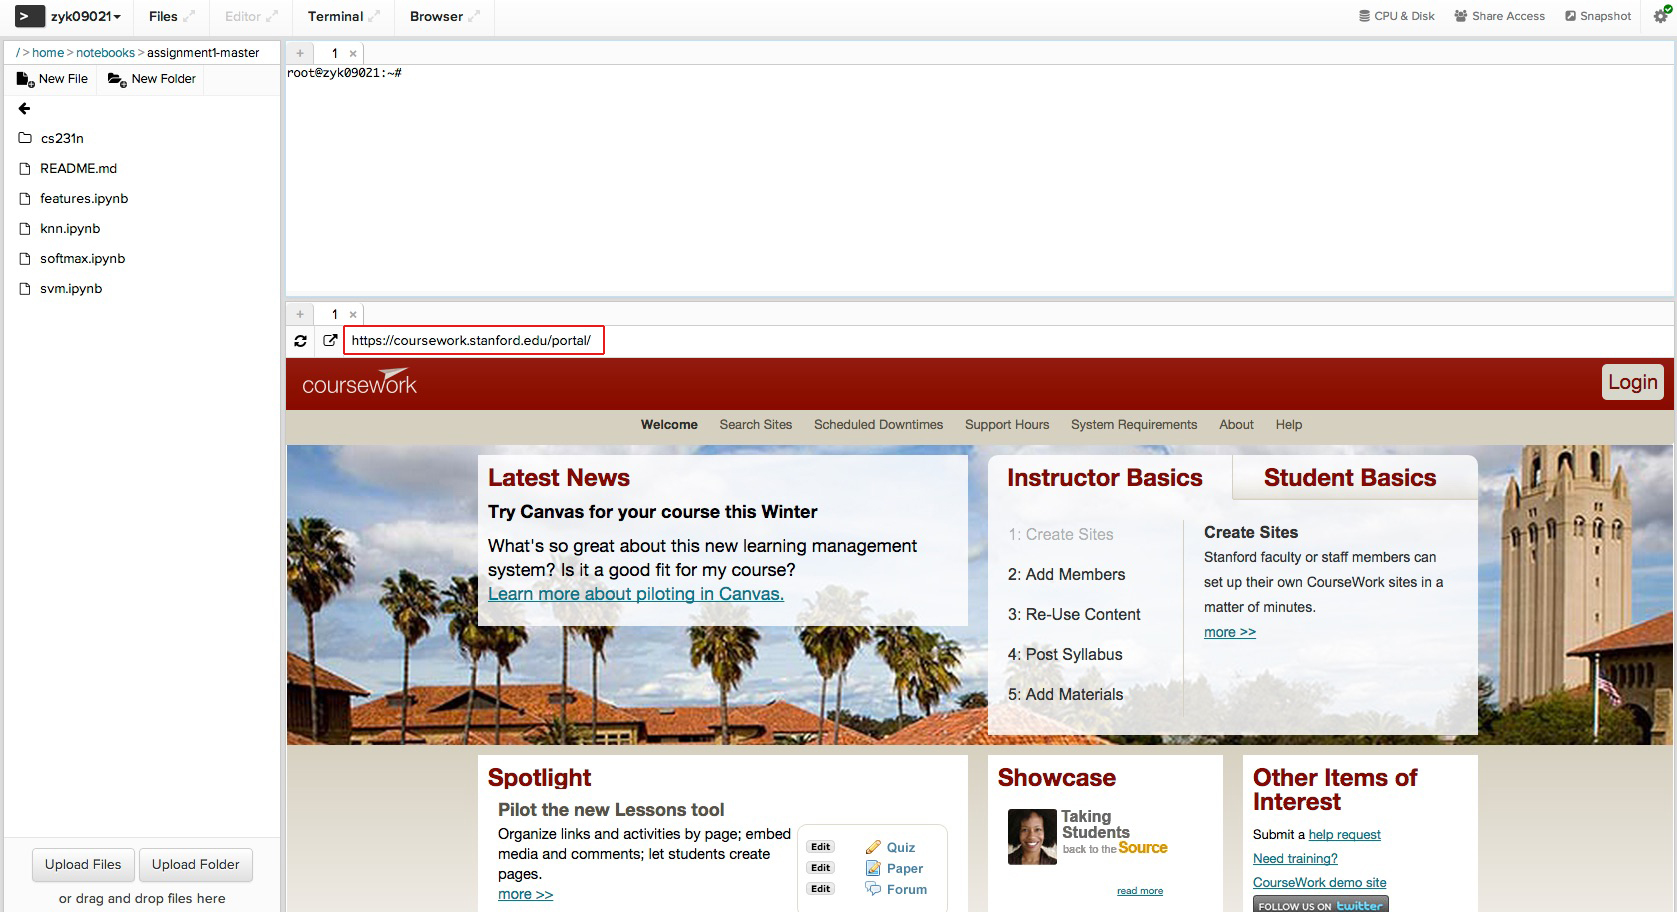 >_ zyk09021
Files
Editor
Terminal
Browser
CPU & Disk
Share Access
Snapshot
/ > home > notebooks > assignment1-master
New File
New Folder
cs231n
README.md
features.ipynb
knn.ipynb
softmax.ipynb
svm.ipynb
Upload Files
Upload Folder
or drag and drop files here
+ 1 ×
root@zyk09021:~#
+ 1 ×
https://coursework.stanford.edu/portal/
coursework
Login
Welcome
Search Sites
Scheduled Downtimes
Support Hours
System Requirements
About
Help
Latest News
Try Canvas for your course this Winter
What's so great about this new learning management
system? Is it a good fit for my course?
Learn more about piloting in Canvas.
Instructor Basics
Student Basics
1: Create Sites
2: Add Members
3: Re-Use Content
4: Post Syllabus
5: Add Materials
Create Sites
Stanford faculty or staff members can
set up their own CourseWork sites in a
matter of minutes.
more >>
Spotlight
Pilot the new Lessons tool
Organize links and activities by page; embed
media and comments; let students create
pages.
more >>
Edit Quiz
Edit Paper
Edit Forum
Showcase
Taking
Students
back to the Source
read more
Other Items of
Interest
Submit a help request
Need training?
CourseWork demo site
FOLLOW US ON twitter